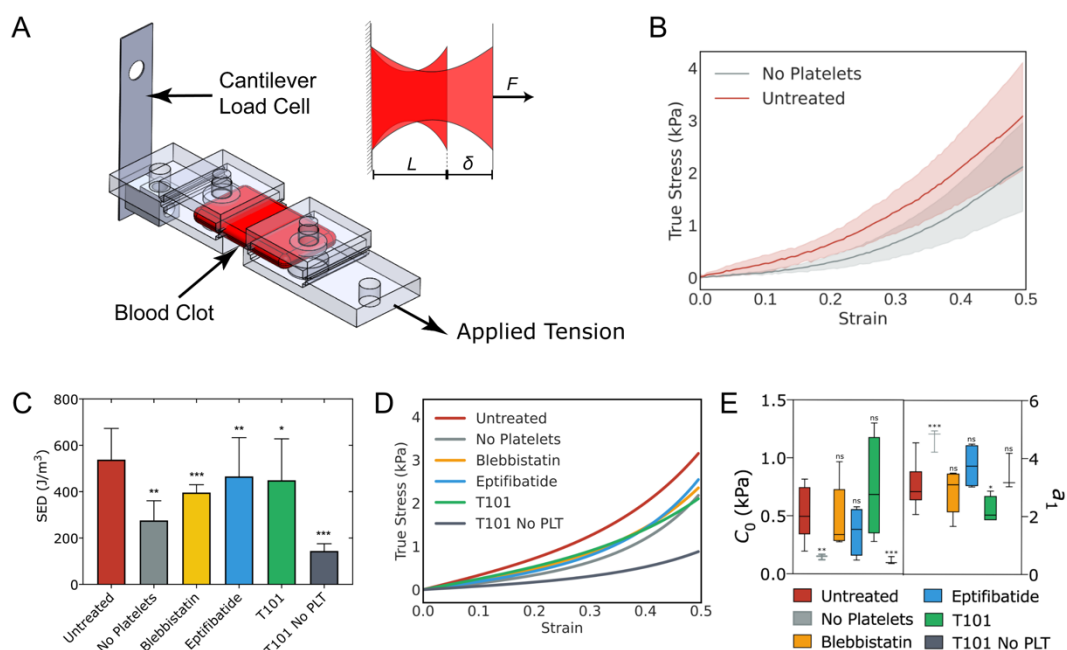 A
Cantilever
Load Cell
Blood Clot
Applied Tension
L
δ
F
B
True Stress (kPa)
4
3
2
1
0
No Platelets
Untreated
0.0 0.1 0.2 0.3 0.4 0.5
Strain
C
SED (J/m³)
800
600
400
200
0
** *** ** * ***
Untreated
No Platelets
Blebbistatin
Eptifibatide
T101
T101 No PLT
D
True Stress (kPa)
4
3
2
1
0
Untreated
No Platelets
Blebbistatin
Eptifibatide
T101
T101 No PLT
0.0 0.1 0.2 0.3 0.4 0.5
Strain
E
C₀ (kPa)
1.5
1.0
0.5
0.0
** ns ns ns ***
*** ns ns * ns
6
4
2
0
a₁
Untreated
No Platelets
Blebbistatin
Eptifibatide
T101
T101 No PLT